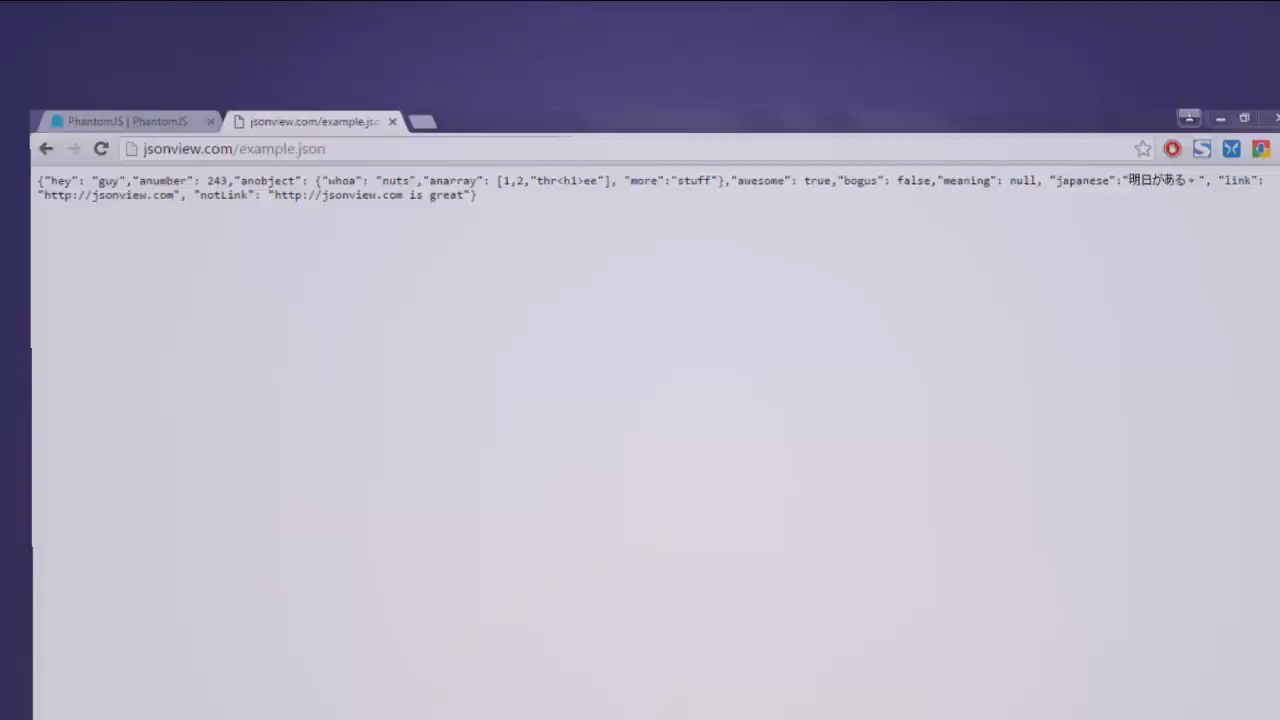 PhantomJS | PhantomJS
jsonview.com/example.jso
jsonview.com/example.json
{"hey": "guy","anumber": 243,"anobject": {"whoa": "nuts","anarray": [1,2,"thr<h1>ee"], "more":"stuff"},"awesome": true,"bogus": false,"meaning": null, "japanese":"明日がある。", "link":
"http://jsonview.com", "notLink": "http://jsonview.com is great"}